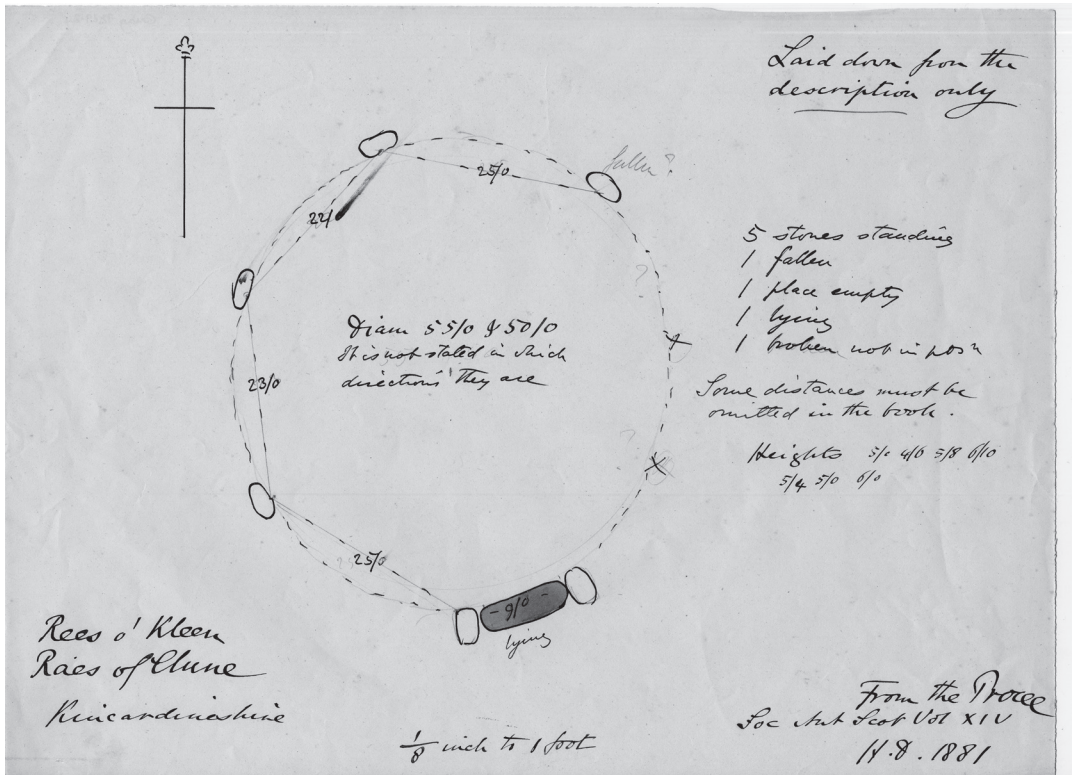 Laid down from the
description only
fallen ?
25/0
22/
?
5 stones standing
1 fallen
1 place empty
1 lying
1 broken not in posn
Diam 55/0 & 50/0
It is not stated in which
directions they are
23/0
Some distances must be
omitted in the book.
Heights 5/0 4/6 5/8 6/10
5/4 5/0 6/0
?
25/0
- 9/0 -
lying
Rees o' Kleen
Raes of Clune
Kincardineshire
1/8 inch to 1 foot
From the Procee
Soc Ant Scot Vol XIV
H.D. 1881